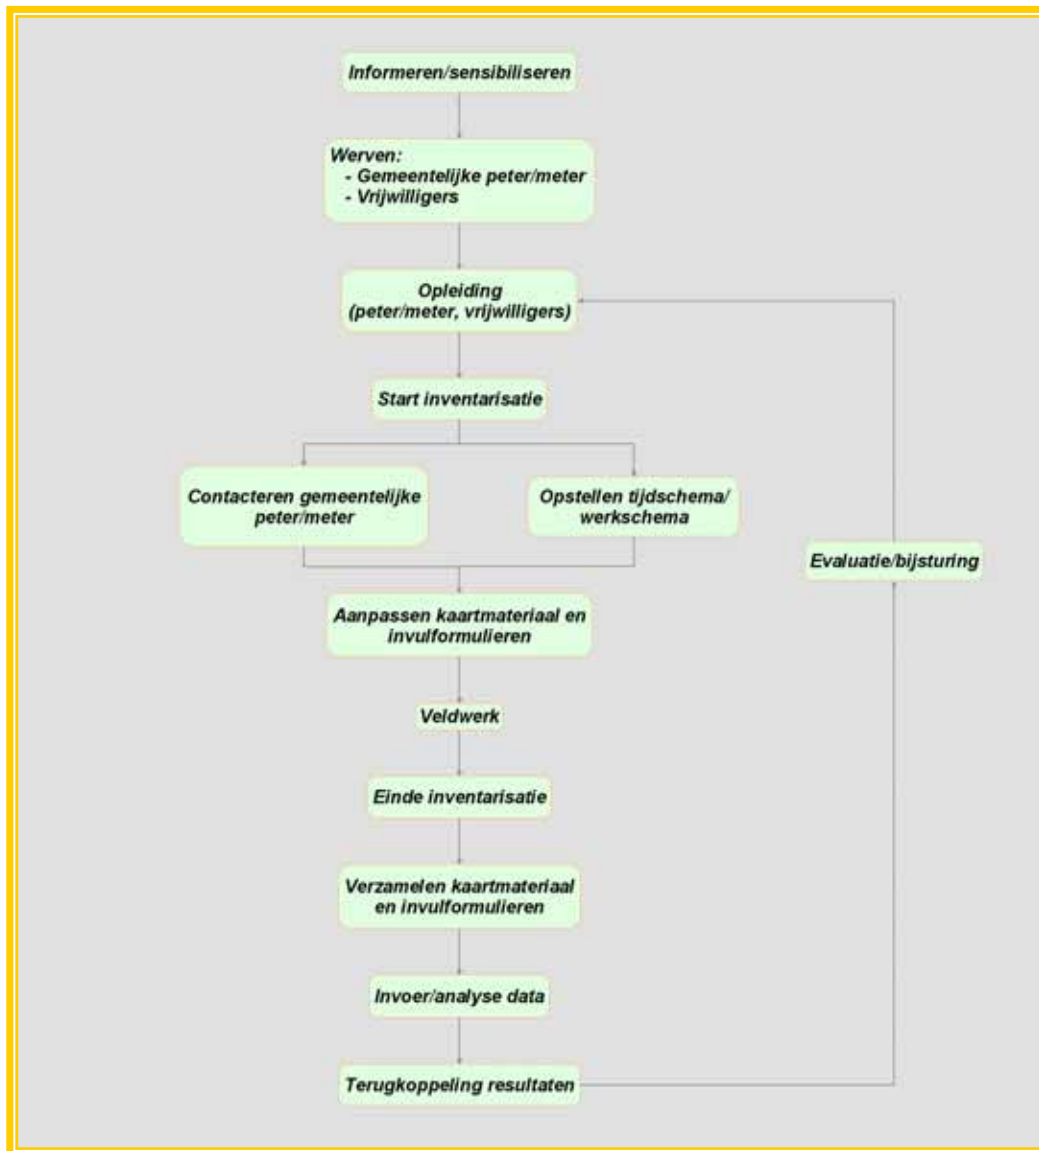 Informeren/sensibiliseren
Werven:
- Gemeentelijke peter/meter
- Vrijwilligers
Opleiding
(peter/meter, vrijwilligers)
Start inventarisatie
Contacteren gemeentelijke
peter/meter
Opstellen tijdschema/
werkschema
Evaluatie/bijsturing
Aanpassen kaartmateriaal en
invulformulieren
Veldwerk
Einde inventarisatie
Verzamelen kaartmateriaal
en invulformulieren
Invoer/analyse data
Terugkoppeling resultaten